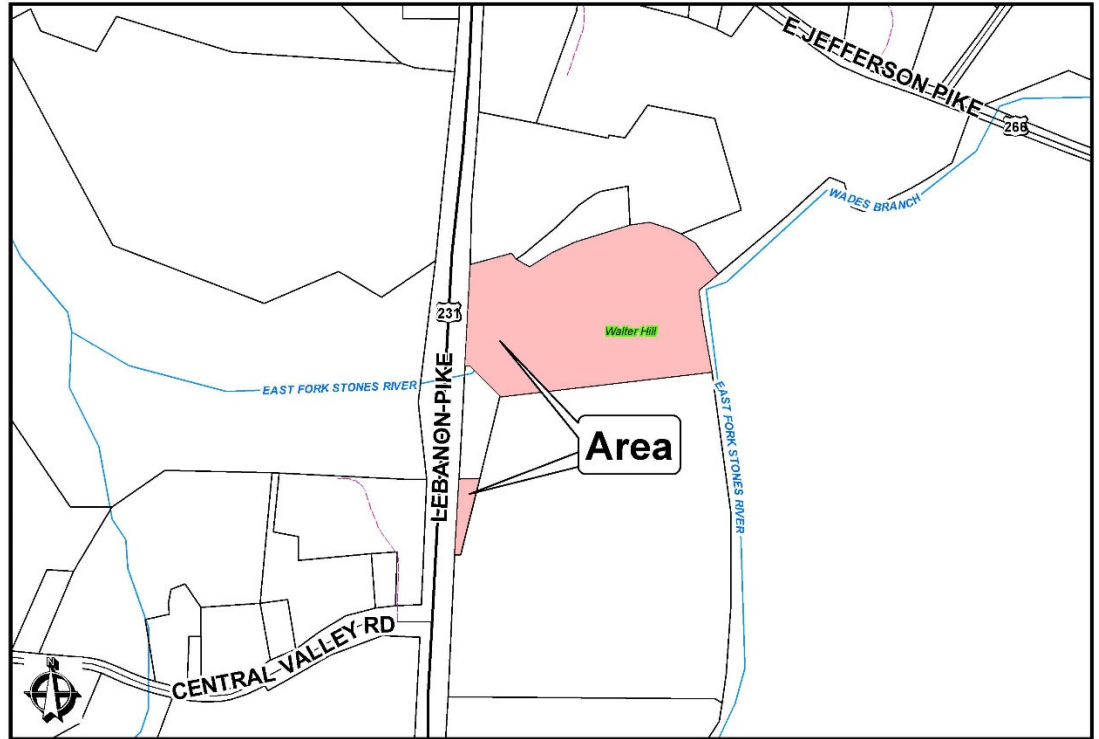 E JEFFERSON PIKE
266
WADES BRANCH
231
Walter Hill
EAST FORK STONES RIVER
LEBANON PIKE
Area
EAST FORK STONES RIVER
CENTRAL VALLEY RD
N